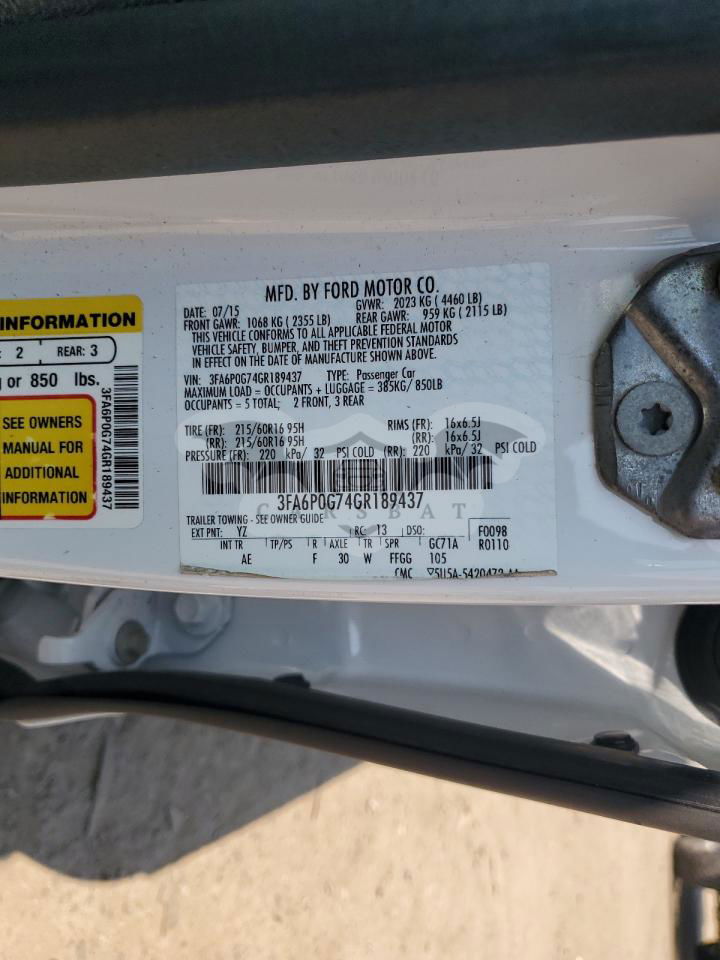 INFORMATION
: 2 REAR: 3
or 850 lbs.
SEE OWNERS
MANUAL FOR
ADDITIONAL
INFORMATION
3FA6P0G74GR189437
MFD. BY FORD MOTOR CO.
DATE: 07/15 GVWR: 2023 KG ( 4460 LB)
FRONT GAWR: 1068 KG ( 2355 LB) REAR GAWR: 959 KG ( 2115 LB)
THIS VEHICLE CONFORMS TO ALL APPLICABLE FEDERAL MOTOR
VEHICLE SAFETY, BUMPER, AND THEFT PREVENTION STANDARDS
IN EFFECT ON THE DATE OF MANUFACTURE SHOWN ABOVE.
VIN: 3FA6P0G74GR189437 TYPE: Passenger Car
MAXIMUM LOAD = OCCUPANTS + LUGGAGE = 385KG/ 850LB
OCCUPANTS = 5 TOTAL; 2 FRONT, 3 REAR
TIRE (FR): 215/60R16 95H RIMS (FR): 16x6.5J
(RR): 215/60R16 95H (RR): 16x6.5J
PRESSURE (FR): 220 kPa/ 32 PSI COLD (RR): 220 kPa/ 32 PSI COLD
3FA6P0G74GR189437
CARSBAT
TRAILER TOWING - SEE OWNER GUIDE
EXT PNT: YZ RC: 13 DSO: F0098
INT TR TP/PS R AXLE TR SPR GC71A R0110
AE F 30 W FFGG 105
CMC